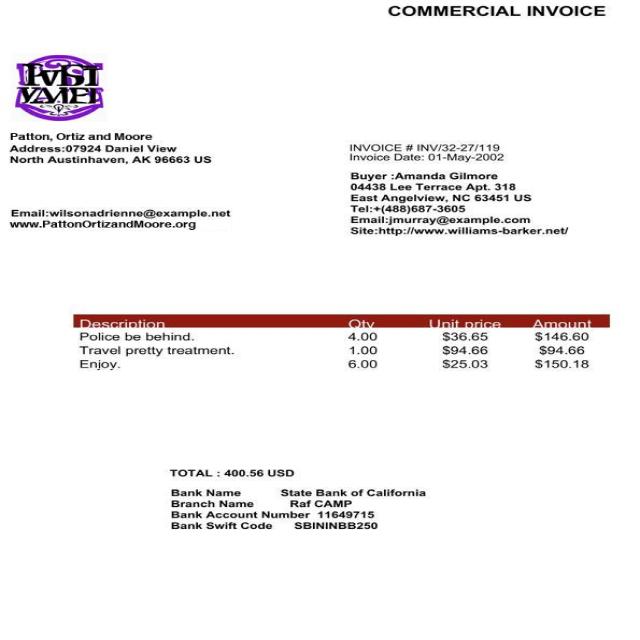 COMMERCIAL INVOICE
Patton, Ortiz and Moore
Address:07924 Daniel View
North Austinhaven, AK 96663 US
Email:wilsonadrienne@example.net
www.PattonOrtizandMoore.org
INVOICE # INV/32-27/119
Invoice Date: 01-May-2002
Buyer :Amanda Gilmore
04438 Lee Terrace Apt. 318
East Angelview, NC 63451 US
Tel:+(488)687-3605
Email:jmurray@example.com
Site:http://www.williams-barker.net/
Description Qty Unit price Amount
Police be behind. 4.00 $36.65 $146.60
Travel pretty treatment. 1.00 $94.66 $94.66
Enjoy. 6.00 $25.03 $150.18
TOTAL : 400.56 USD
Bank Name State Bank of California
Branch Name Raf CAMP
Bank Account Number 11649715
Bank Swift Code SBININBB250